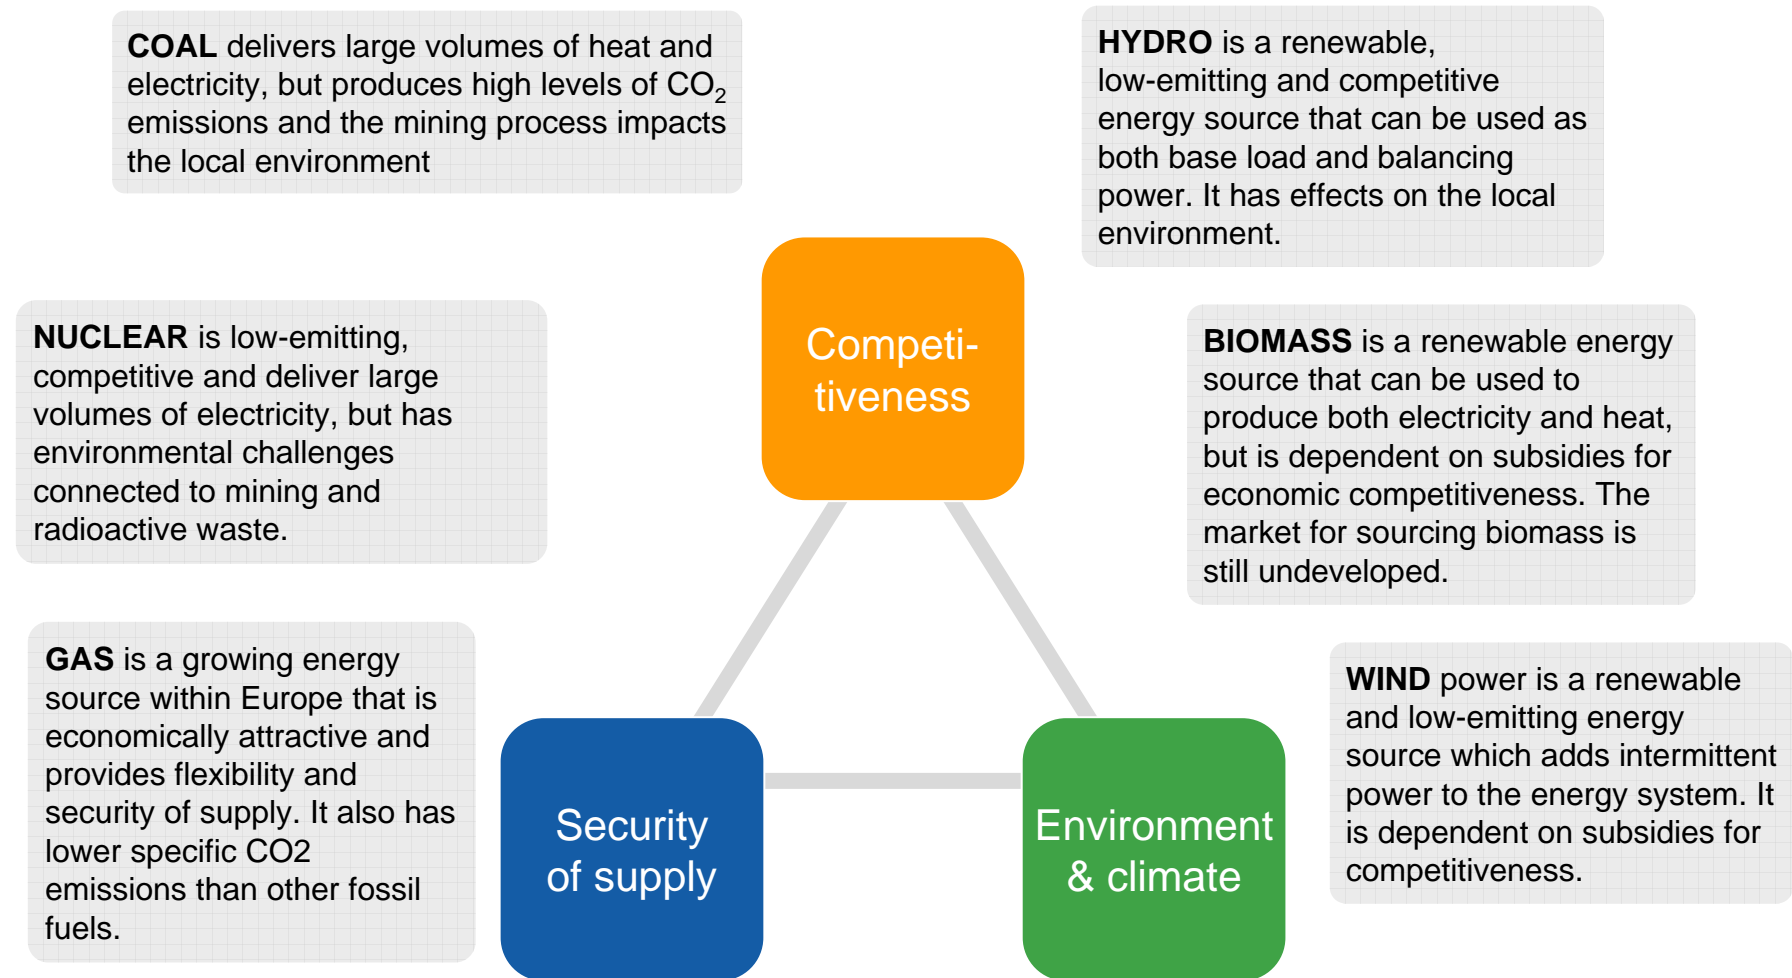 COAL delivers large volumes of heat and
electricity, but produces high levels of CO₂
emissions and the mining process impacts
the local environment
HYDRO is a renewable,
low-emitting and competitive
energy source that can be used as
both base load and balancing
power. It has effects on the local
environment.
Competi-
tiveness
NUCLEAR is low-emitting,
competitive and deliver large
volumes of electricity, but has
environmental challenges
connected to mining and
radioactive waste.
BIOMASS is a renewable energy
source that can be used to
produce both electricity and heat,
but is dependent on subsidies for
economic competitiveness. The
market for sourcing biomass is
still undeveloped.
GAS is a growing energy
source within Europe that is
economically attractive and
provides flexibility and
security of supply. It also has
lower specific CO2
emissions than other fossil
fuels.
Security
of supply
Environment
& climate
WIND power is a renewable
and low-emitting energy
source which adds intermittent
power to the energy system. It
is dependent on subsidies for
competitiveness.